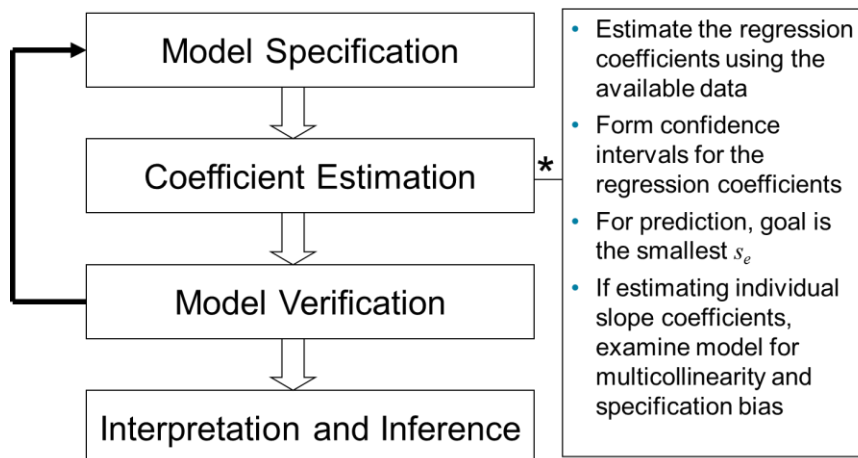 Model Specification
Coefficient Estimation
*
Model Verification
Interpretation and Inference
• Estimate the regression
coefficients using the
available data
• Form confidence
intervals for the
regression coefficients
• For prediction, goal is
the smallest sₑ
• If estimating individual
slope coefficients,
examine model for
multicollinearity and
specification bias